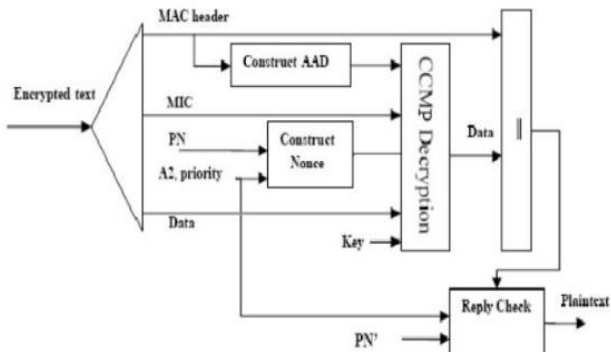 MAC header
Construct AAD
CCMP Decryption
Encrypted text
MIC
PN
Construct
Nonce
A2, priority
Data
||
Data
Key
Reply Check
Plaintext
PN'